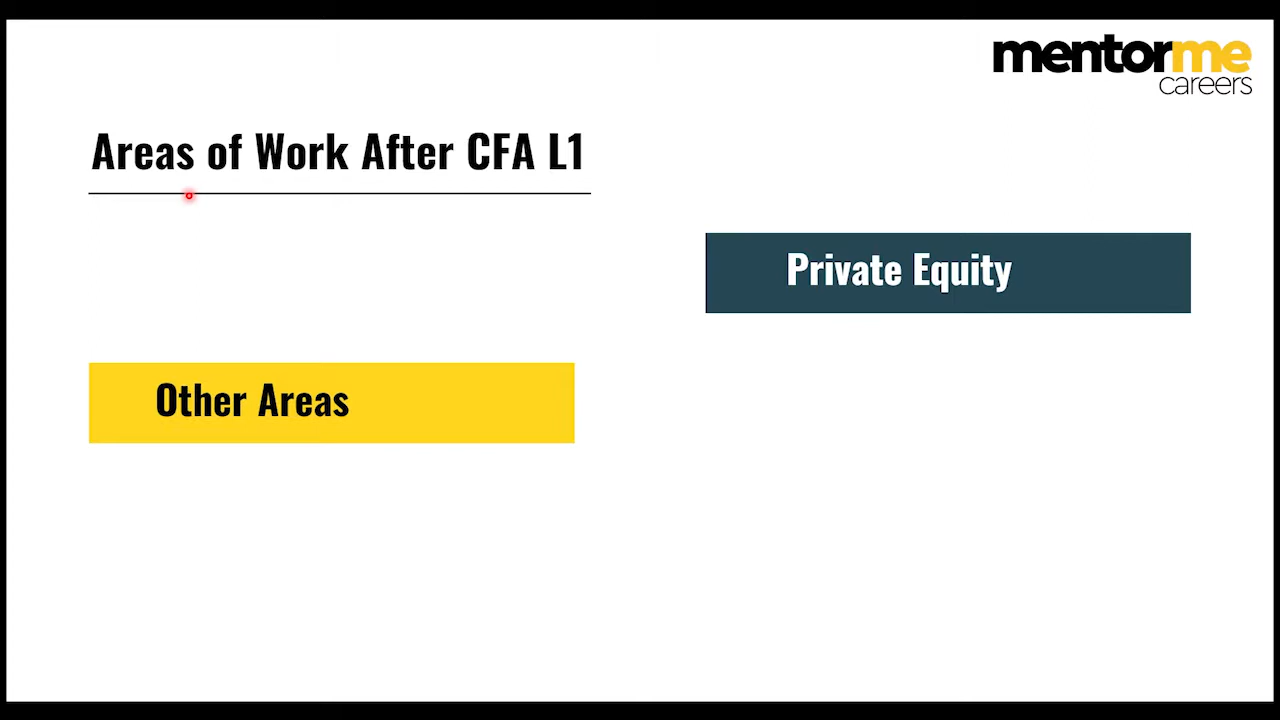 mentorme
careers
Areas of Work After CFA L1
Private Equity
Other Areas